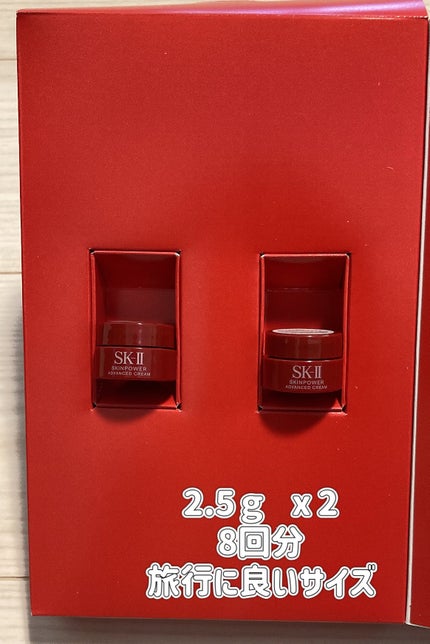 SK-II
SKINPOWER
ADVANCED CREAM
SK-II
SKINPOWER
ADVANCED CREAM
2.5g x2
8回分
旅行に良いサイズ